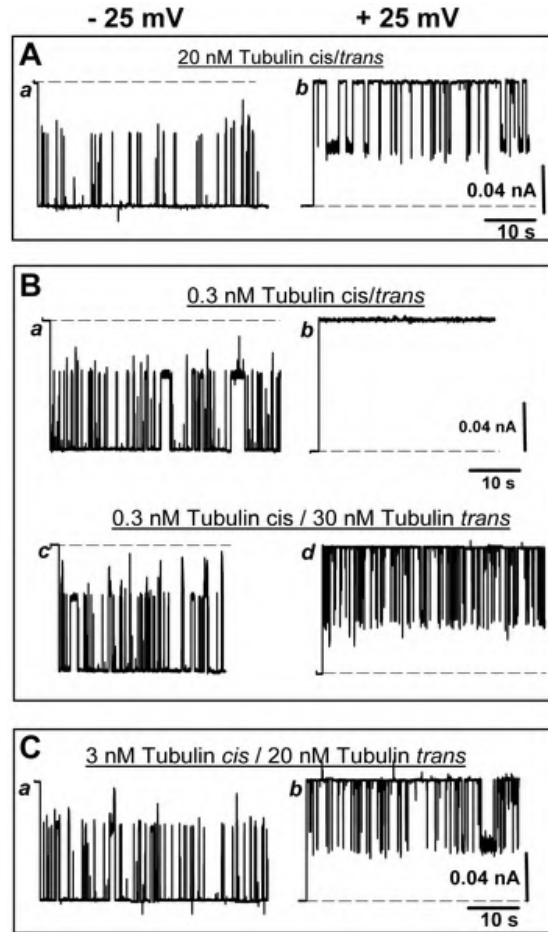 - 25 mV + 25 mV
A
20 nM Tubulin cis/trans
a b
0.04 nA
10 s
B
0.3 nM Tubulin cis/trans
a b
0.04 nA
10 s
0.3 nM Tubulin cis / 30 nM Tubulin trans
c d
C
3 nM Tubulin cis / 20 nM Tubulin trans
a b
0.04 nA
10 s